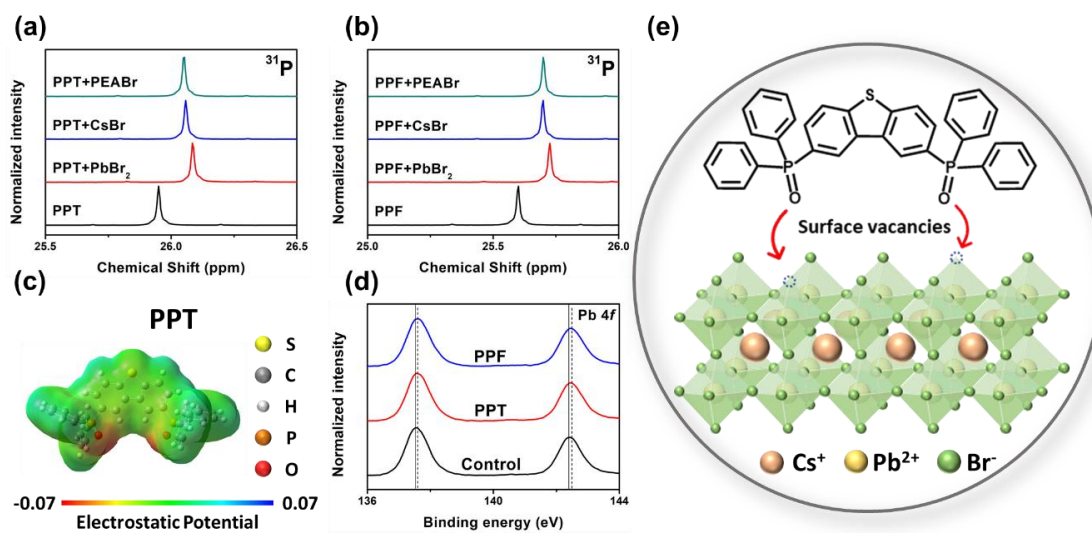 (a)
³¹P
PPT+PEABr
PPT+CsBr
PPT+PbBr₂
PPT
Normalized intensity
25.5 26.0 26.5
Chemical Shift (ppm)
(b)
³¹P
PPF+PEABr
PPF+CsBr
PPF+PbBr₂
PPF
Normalized intensity
25.0 25.5 26.0
Chemical Shift (ppm)
(c)
PPT
S
C
H
P
O
-0.07 0.07
Electrostatic Potential
(d)
Pb 4f
PPF
PPT
Control
Normalized intensity
136 140 144
Binding energy (eV)
(e)
S
P P
O O
Surface vacancies
Cs⁺ Pb²⁺ Br⁻